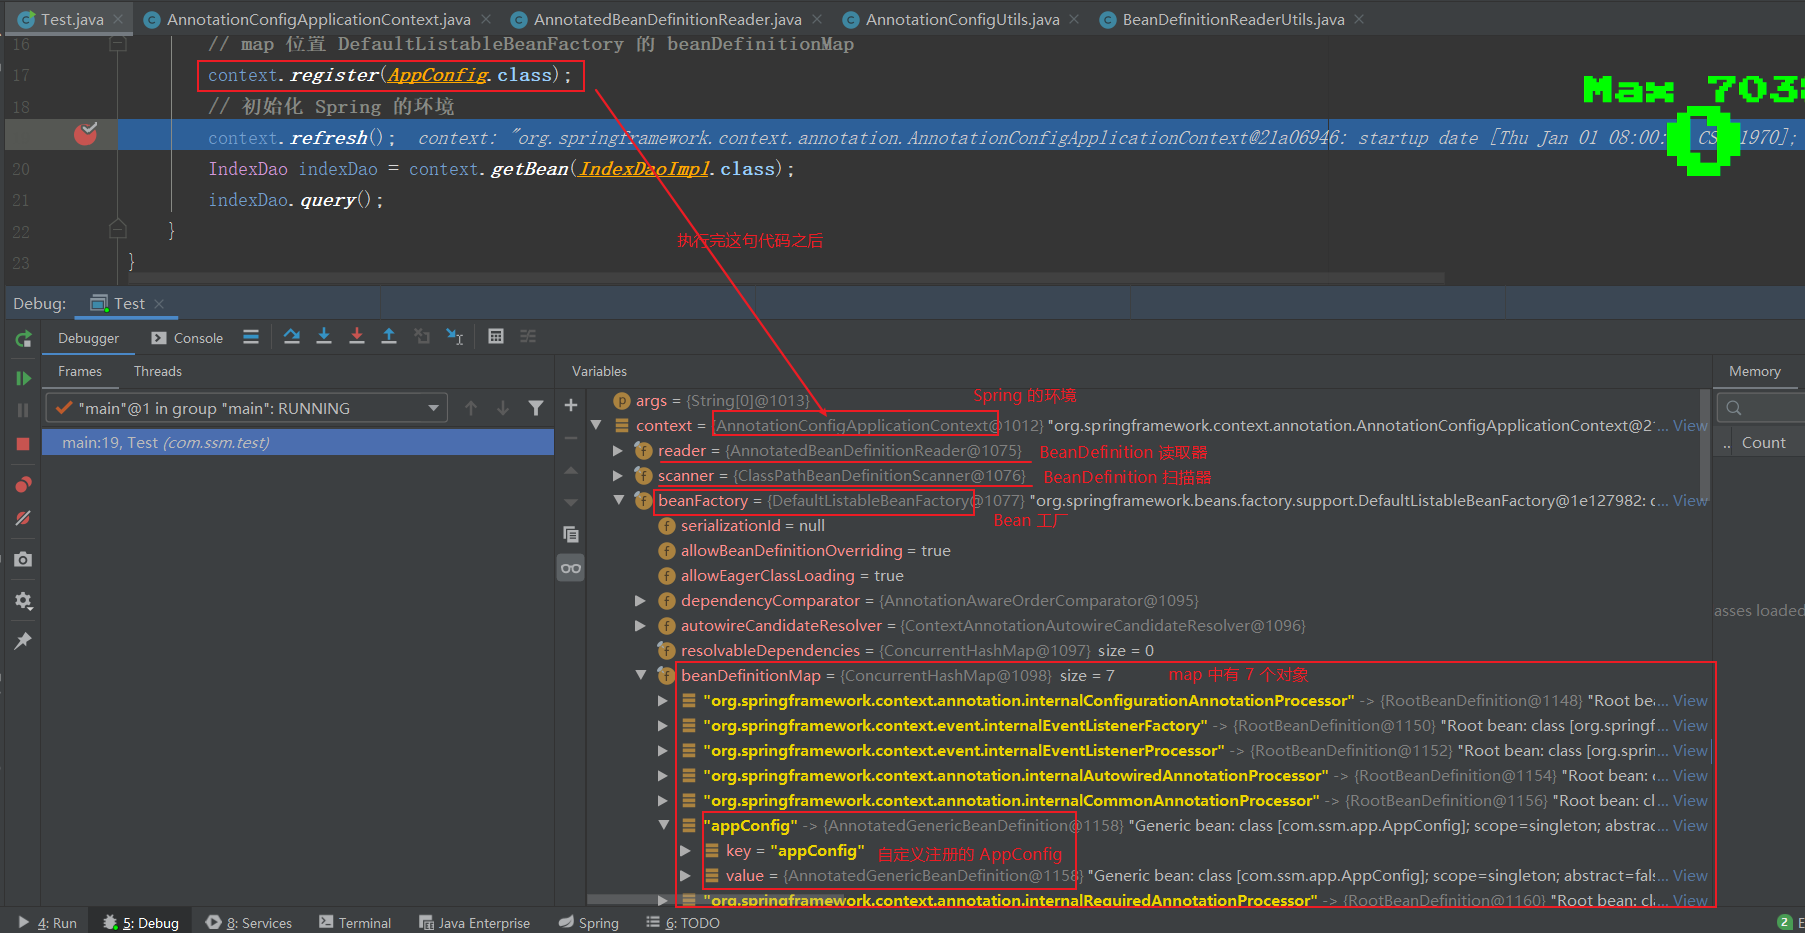 Test.java
AnnotationConfigApplicationContext.java
AnnotatedBeanDefinitionReader.java
AnnotationConfigUtils.java
BeanDefinitionReaderUtils.java
16 // map 位置 DefaultListableBeanFactory 的 beanDefinitionMap
17 context.register(AppConfig.class);
18 // 初始化 Spring 的环境
context.refresh(); context: "org.springframework.context.annotation.AnnotationConfigApplicationContext@21a06946: startup date [Thu Jan 01 08:00: CS 1970];
20 IndexDao indexDao = context.getBean(IndexDaoImpl.class);
21 indexDao.query();
22 }
23 }
Max 703
0
执行完这句代码之后
Debug: Test
Debugger Console
Frames Threads Variables Memory
"main"@1 in group "main": RUNNING
main:19, Test (com.ssm.test)
args = {String[0]@1013}
Spring 的环境
context = {AnnotationConfigApplicationContext@1012} "org.springframework.context.annotation.AnnotationConfigApplicationContext@2... View
Count
reader = {AnnotatedBeanDefinitionReader@1075} BeanDefinition 读取器
scanner = {ClassPathBeanDefinitionScanner@1076} BeanDefinition 扫描器
beanFactory = {DefaultListableBeanFactory@1077} "org.springframework.beans.factory.support.DefaultListableBeanFactory@1e127982: ... View
Bean 工厂
serializationId = null
allowBeanDefinitionOverriding = true
allowEagerClassLoading = true
dependencyComparator = {AnnotationAwareOrderComparator@1095}
asses loaded
autowireCandidateResolver = {ContextAnnotationAutowireCandidateResolver@1096}
resolvableDependencies = {ConcurrentHashMap@1097} size = 0
beanDefinitionMap = {ConcurrentHashMap@1098} size = 7 map 中有 7 个对象
"org.springframework.context.annotation.internalConfigurationAnnotationProcessor" -> {RootBeanDefinition@1148} "Root be... View
"org.springframework.context.event.internalEventListenerFactory" -> {RootBeanDefinition@1150} "Root bean: class [org.springf... View
"org.springframework.context.event.internalEventListenerProcessor" -> {RootBeanDefinition@1152} "Root bean: class [org.sprin... View
"org.springframework.context.annotation.internalAutowiredAnnotationProcessor" -> {RootBeanDefinition@1154} "Root bean: ... View
"org.springframework.context.annotation.internalCommonAnnotationProcessor" -> {RootBeanDefinition@1156} "Root bean: cl... View
"appConfig" -> {AnnotatedGenericBeanDefinition@1158} "Generic bean: class [com.ssm.app.AppConfig]; scope=singleton; abstrac... View
key = "appConfig" 自定义注册的 AppConfig
value = {AnnotatedGenericBeanDefinition@1158} "Generic bean: class [com.ssm.app.AppConfig]; scope=singleton; abstract=fal... View
"org.springframework.context.annotation.internalRequiredAnnotationProcessor" -> {RootBeanDefinition@1160} "Root bean: cl... View
4: Run 5: Debug 8: Services Terminal Java Enterprise Spring 6: TODO 2 E